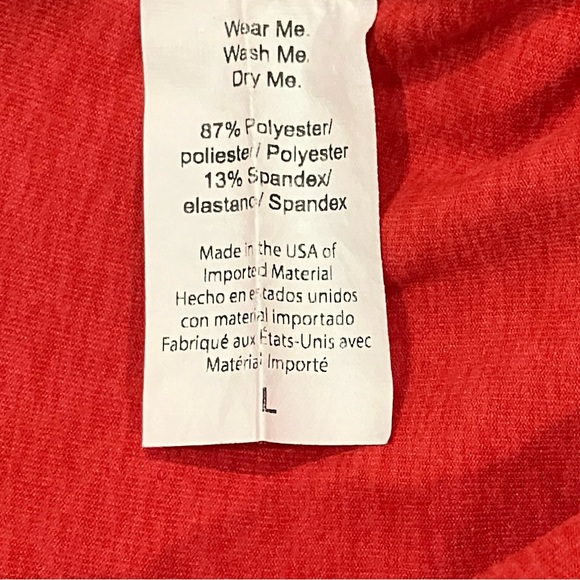 Wear Me.
Wash Me.
Dry Me.
87% Polyester/
poliester/ Polyester
13% Spandex/
elastano/ Spandex
Made in the USA of
Imported Material
Hecho en estados unidos
con material importado
Fabriqué aux États-Unis avec
Matérial Importé
L